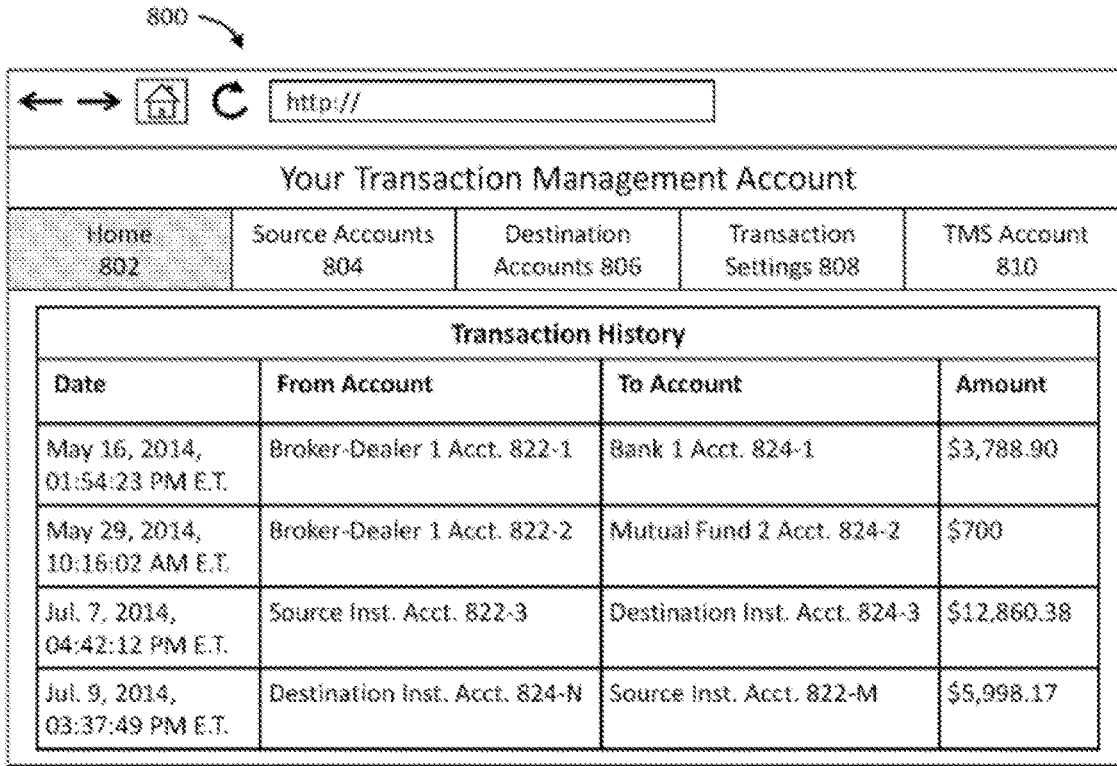 800
http://
Your Transaction Management Account
Home
802
Source Accounts
804
Destination
Accounts 806
Transaction
Settings 808
TMS Account
810
Transaction History
Date
From Account
To Account
Amount
May 16, 2014,
01:54:23 PM E.T.
Broker-Dealer 1 Acct. 822-1
Bank 1 Acct. 824-1
$3,788.90
May 29, 2014,
10:16:02 AM E.T.
Broker-Dealer 1 Acct. 822-2
Mutual Fund 2 Acct. 824-2
$700
Jul. 7, 2014,
04:42:12 PM E.T.
Source Inst. Acct. 822-3
Destination Inst. Acct. 824-3
$12,860.38
Jul. 9, 2014,
03:37:49 PM E.T.
Destination Inst. Acct. 824-N
Source Inst. Acct. 822-M
$5,998.17